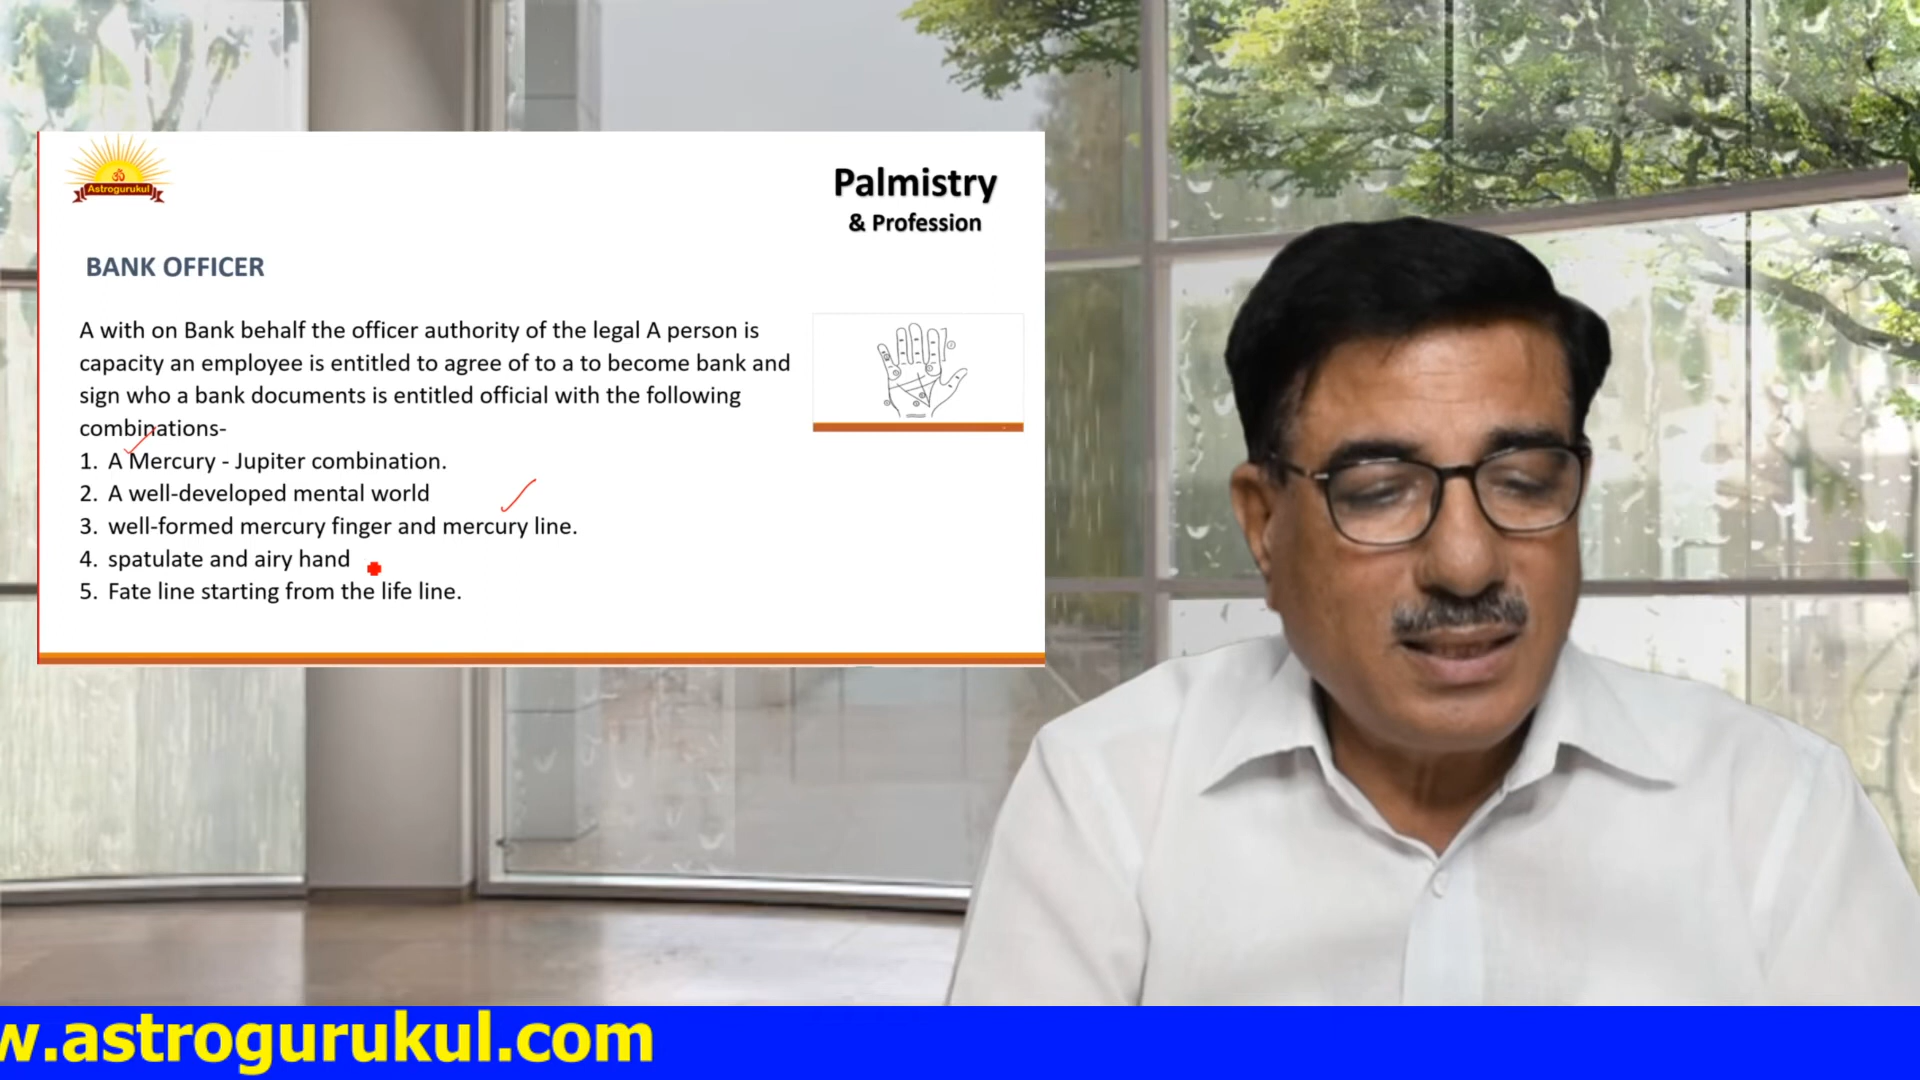 ॐ
Astrogurukul
Palmistry
& Profession
BANK OFFICER
A with on Bank behalf the officer authority of the legal A person is
capacity an employee is entitled to agree of to a to become bank and
sign who a bank documents is entitled official with the following
combinations-
1. A Mercury - Jupiter combination.
2. A well-developed mental world
3. well-formed mercury finger and mercury line.
4. spatulate and airy hand
5. Fate line starting from the life line.
w.astrogurukul.com